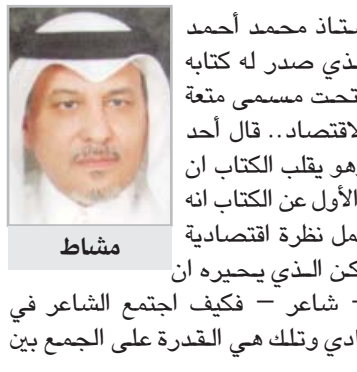 ستاذ محمد أحمد
ـذي صدر له كتابه
تحت مسمى متعة
لاقتصاد.. قال أحد
وهو يقلب الكتاب ان
الأول عن الكتاب انه
مل نظرة اقتصادية
كن الـذي يـحـيره ان
– شاعر – فكيف اجتمع الشاعر في
ادي وتلك هي القدرة على الجمع بين
مشاط